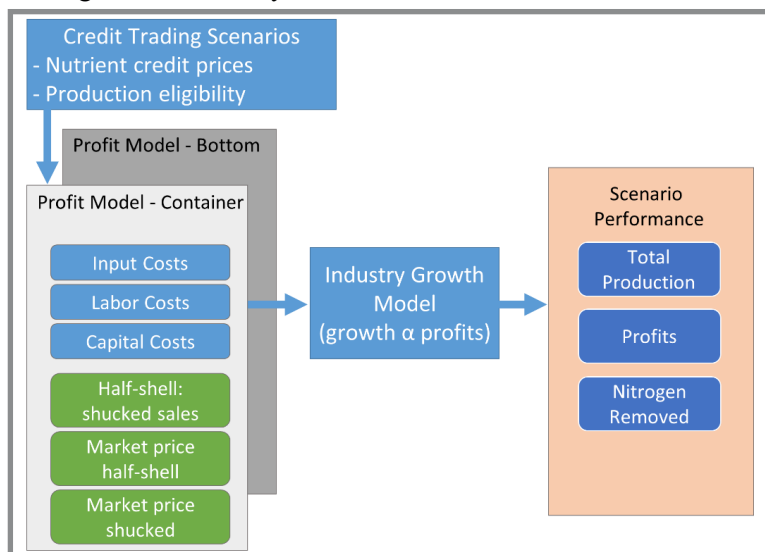 Credit Trading Scenarios
- Nutrient credit prices
- Production eligibility
Profit Model - Bottom
Profit Model - Container
Input Costs
Labor Costs
Capital Costs
Half-shell:
shucked sales
Market price
half-shell
Market price
shucked
Industry Growth
Model
(growth α profits)
Scenario
Performance
Total
Production
Profits
Nitrogen
Removed